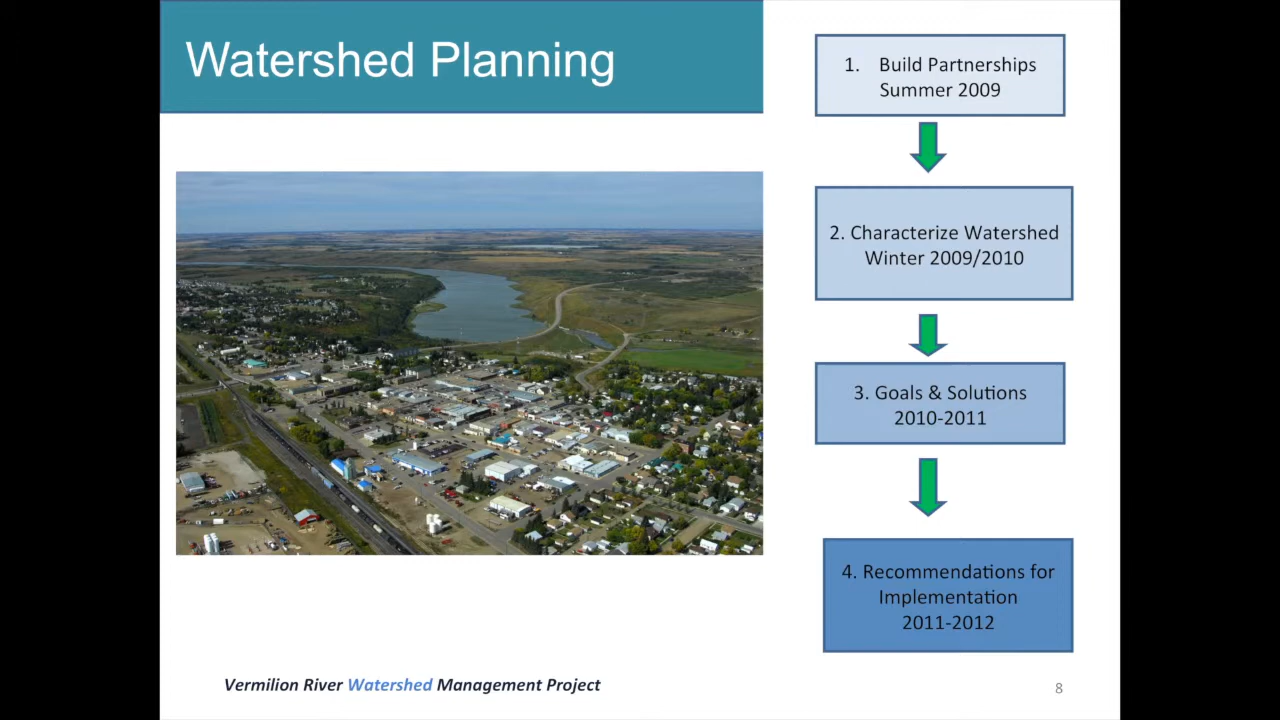 Watershed Planning
1. Build Partnerships
Summer 2009
2. Characterize Watershed
Winter 2009/2010
3. Goals & Solutions
2010-2011
4. Recommendations for
Implementation
2011-2012
Vermilion River Watershed Management Project
8